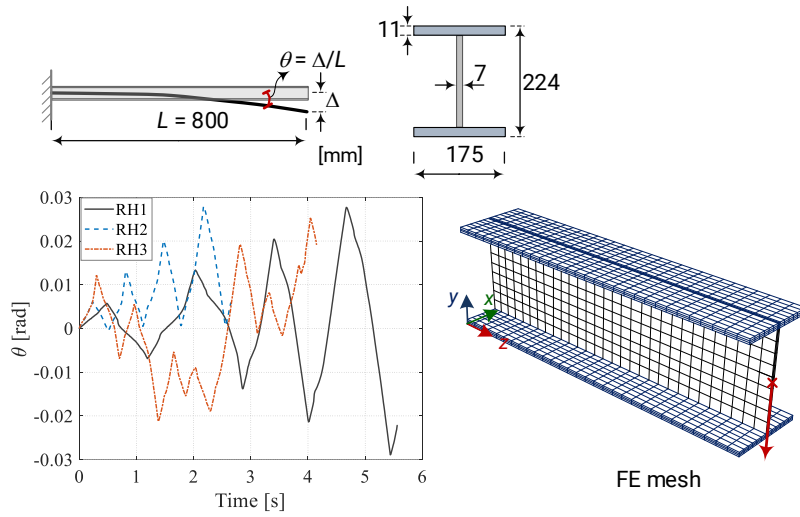 θ = Δ/L
Δ
L = 800
[mm]
11
7
224
175
0.03
0.02
0.01
0
-0.01
-0.02
-0.03
θ [rad]
RH1
RH2
RH3
0 1 2 3 4 5 6
Time [s]
y
x
z
FE mesh